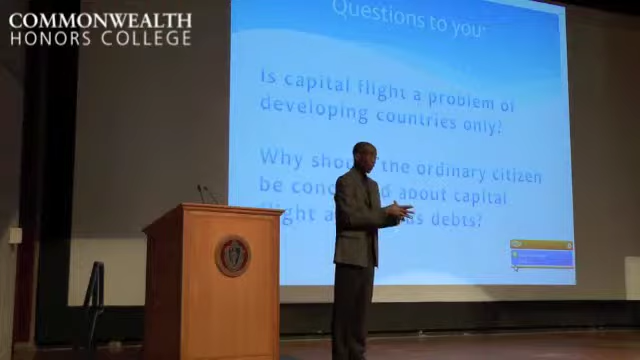 COMMONWEALTH
HONORS COLLEGE
Questions to you:
Is capital flight a problem of
developing countries only?
Why the ordinary citizen
be about capital
flight debts?